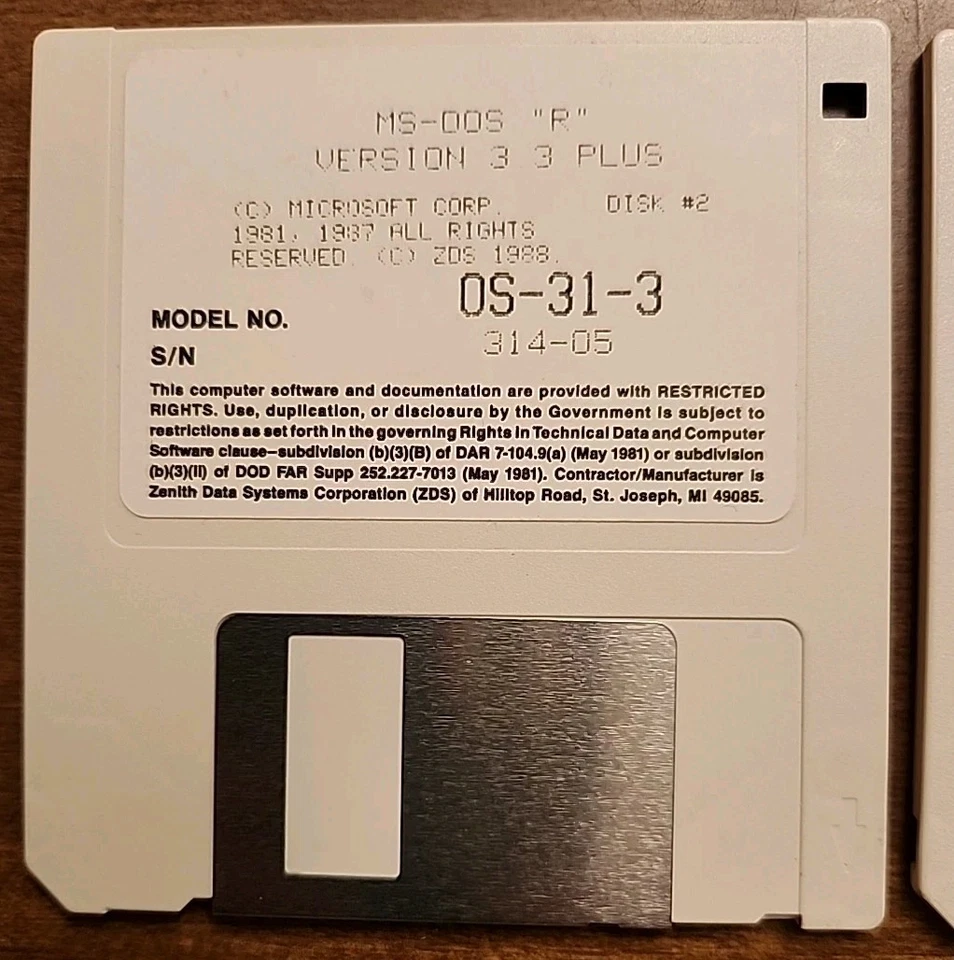 MS-DOS "R"
VERSION 3.3 PLUS
(C) MICROSOFT CORP. DISK #2
1981, 1987 ALL RIGHTS
RESERVED. (C) ZDS 1988.
OS-31-3
MODEL NO.
314-05
S/N
This computer software and documentation are provided with RESTRICTED
RIGHTS. Use, duplication, or disclosure by the Government is subject to
restrictions as set forth in the governing Rights in Technical Data and Computer
Software clause—subdivision (b)(3)(B) of DAR 7-104.9(a) (May 1981) or subdivision
(b)(3)(ii) of DOD FAR Supp 252.227-7013 (May 1981). Contractor/Manufacturer is
Zenith Data Systems Corporation (ZDS) of Hilltop Road, St. Joseph, MI 49085.